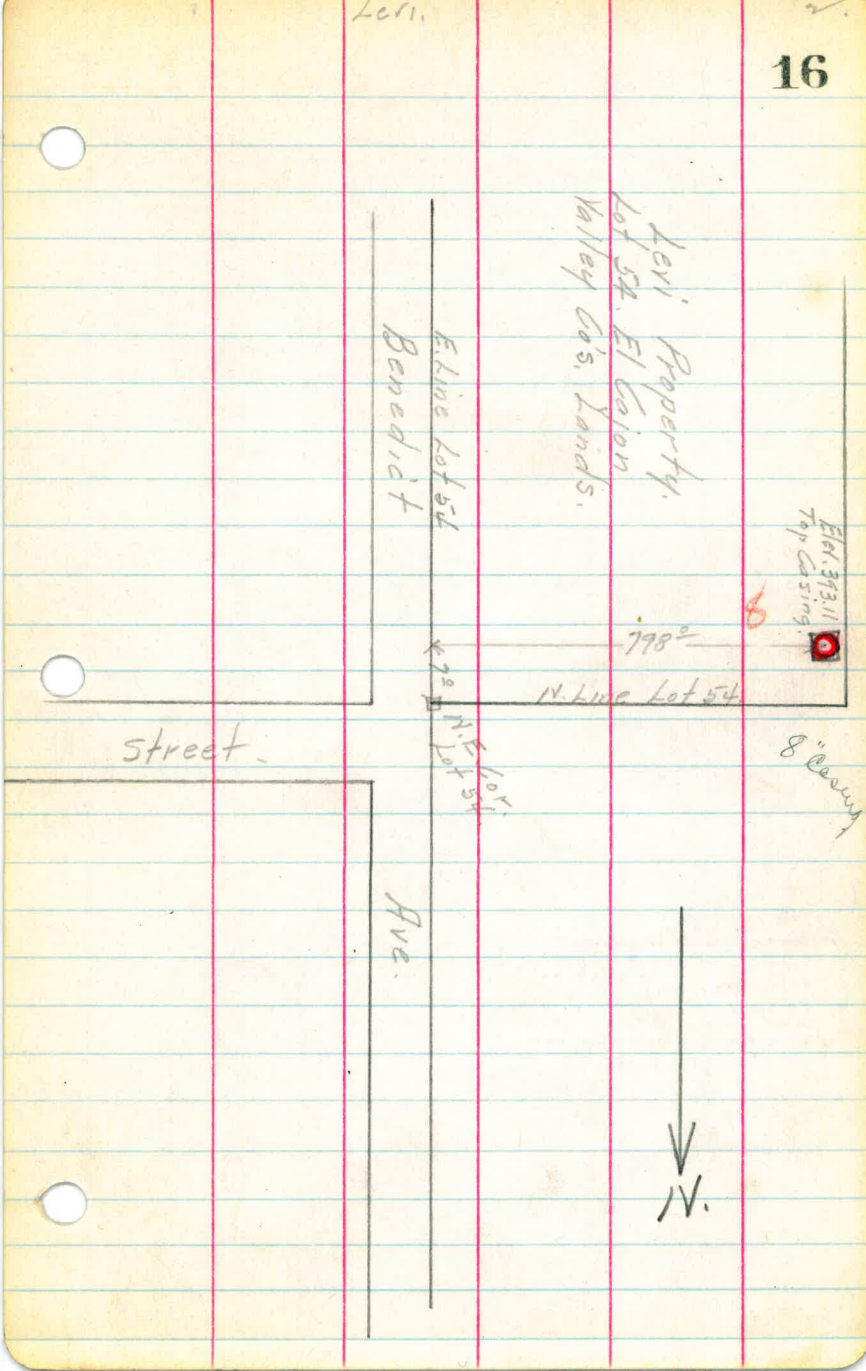 Levi.
16
Levi Property.
Lot 54. El Cajon
Valley Co's. Lands.
E. Line Lot 54
Benedict
Elev. 393.11
Top Casing.
8
798°
7°
N. Line Lot 54
N.E. Cor.
Lot 54
Street.
8" Casing
Ave.
N.